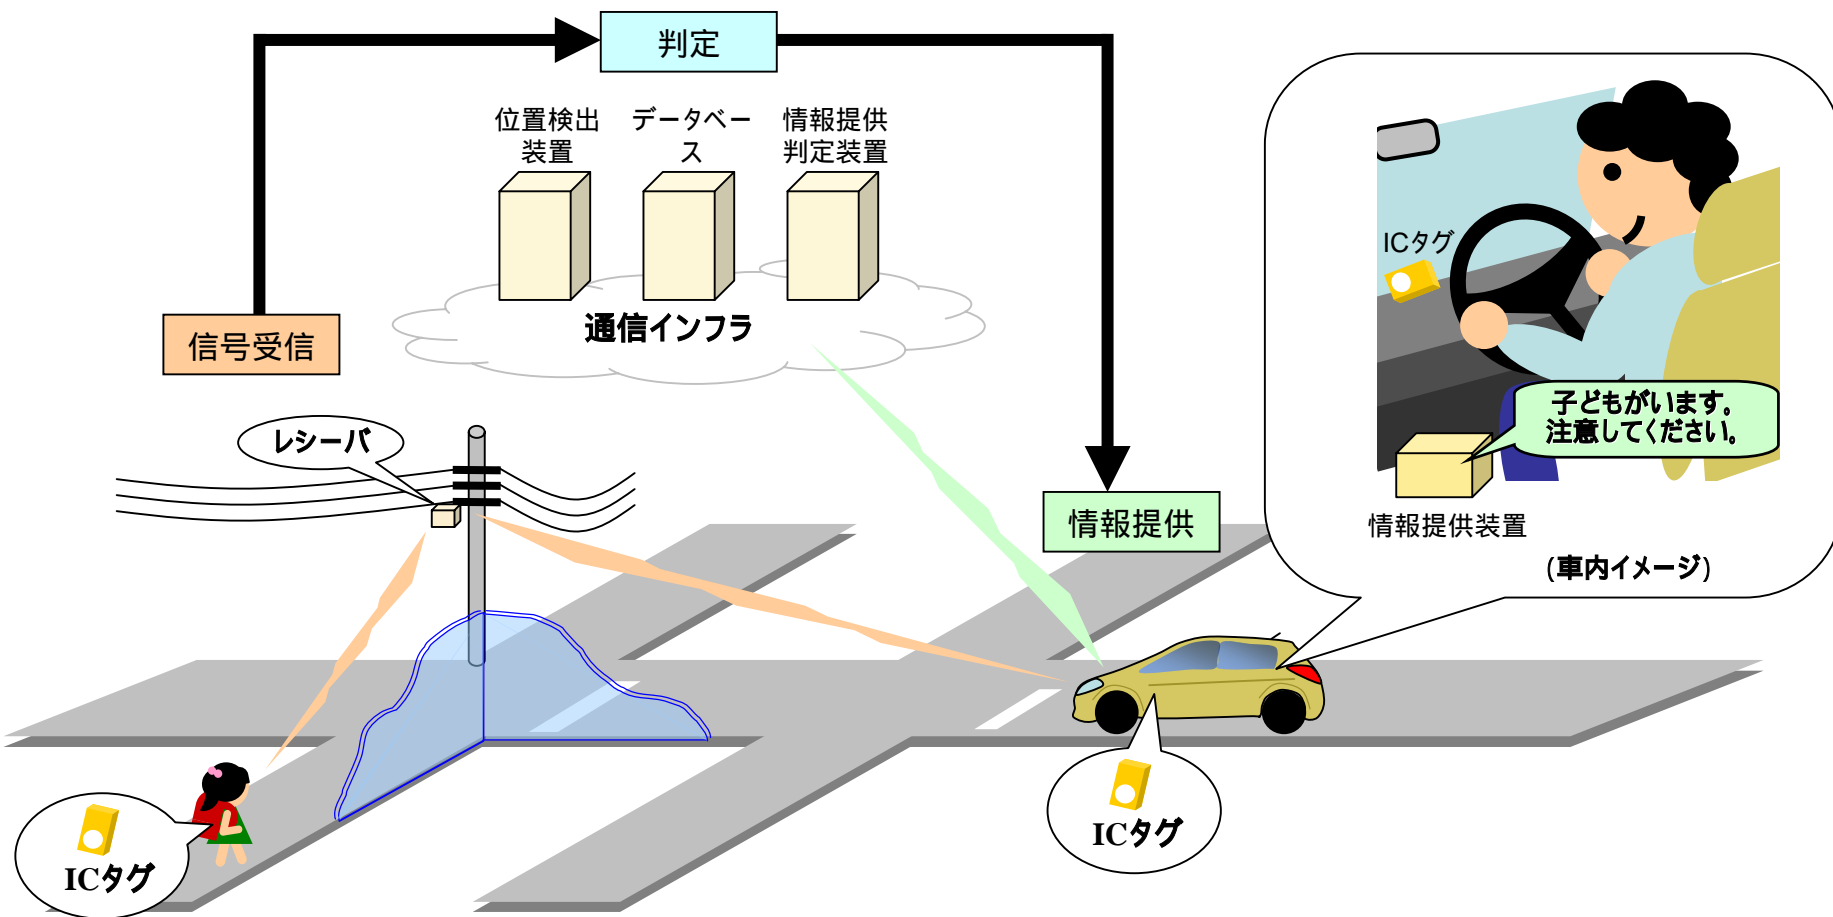 判定
位置検出
装置
データベー
ス
情報提供
判定装置
通信インフラ
信号受信
レシーバ
情報提供
ICタグ
子どもがいます。
注意してください。
情報提供装置
(車内イメージ)
ICタグ
ICタグ